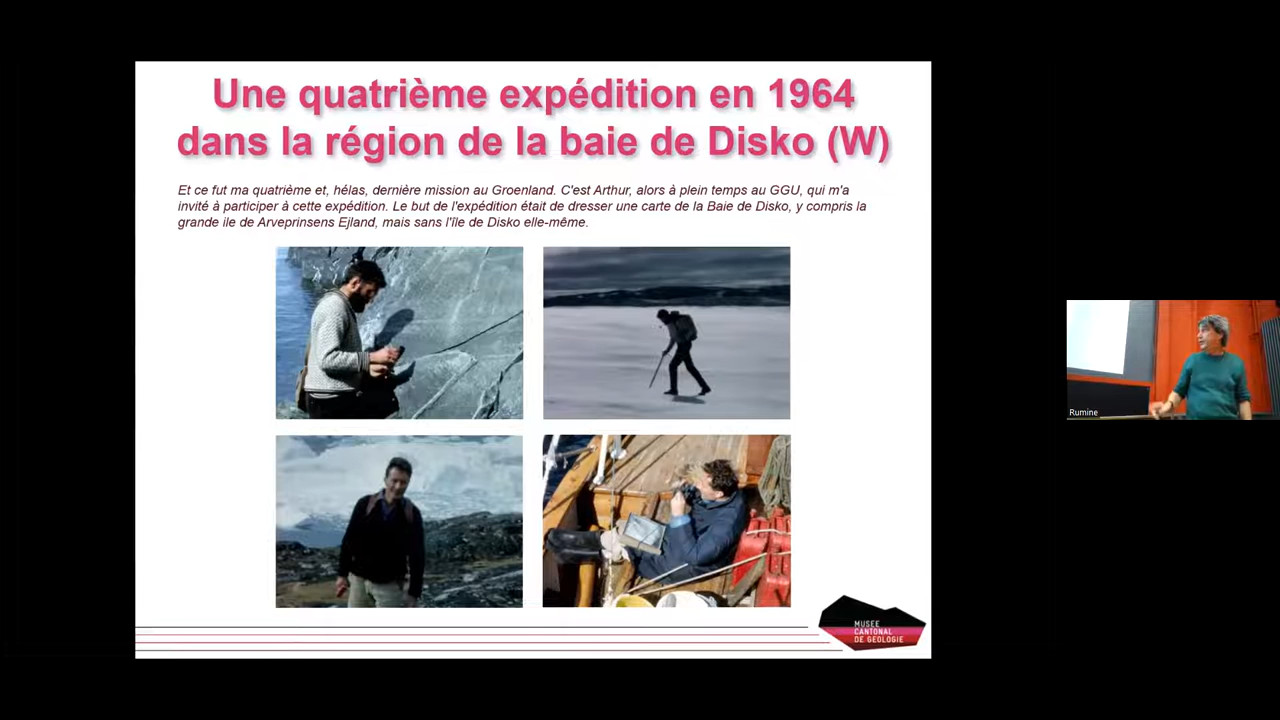 Une quatrième expédition en 1964
dans la région de la baie de Disko (W)
Et ce fut ma quatrième et, hélas, dernière mission au Groenland. C'est Arthur, alors à plein temps au GGU, qui m'a
invité à participer à cette expédition. Le but de l'expédition était de dresser une carte de la Baie de Disko, y compris la
grande ile de Arveprinsens Ejland, mais sans l'île de Disko elle-même.
Rumine
MUSEE
CANTONAL
DE GEOLOGIE